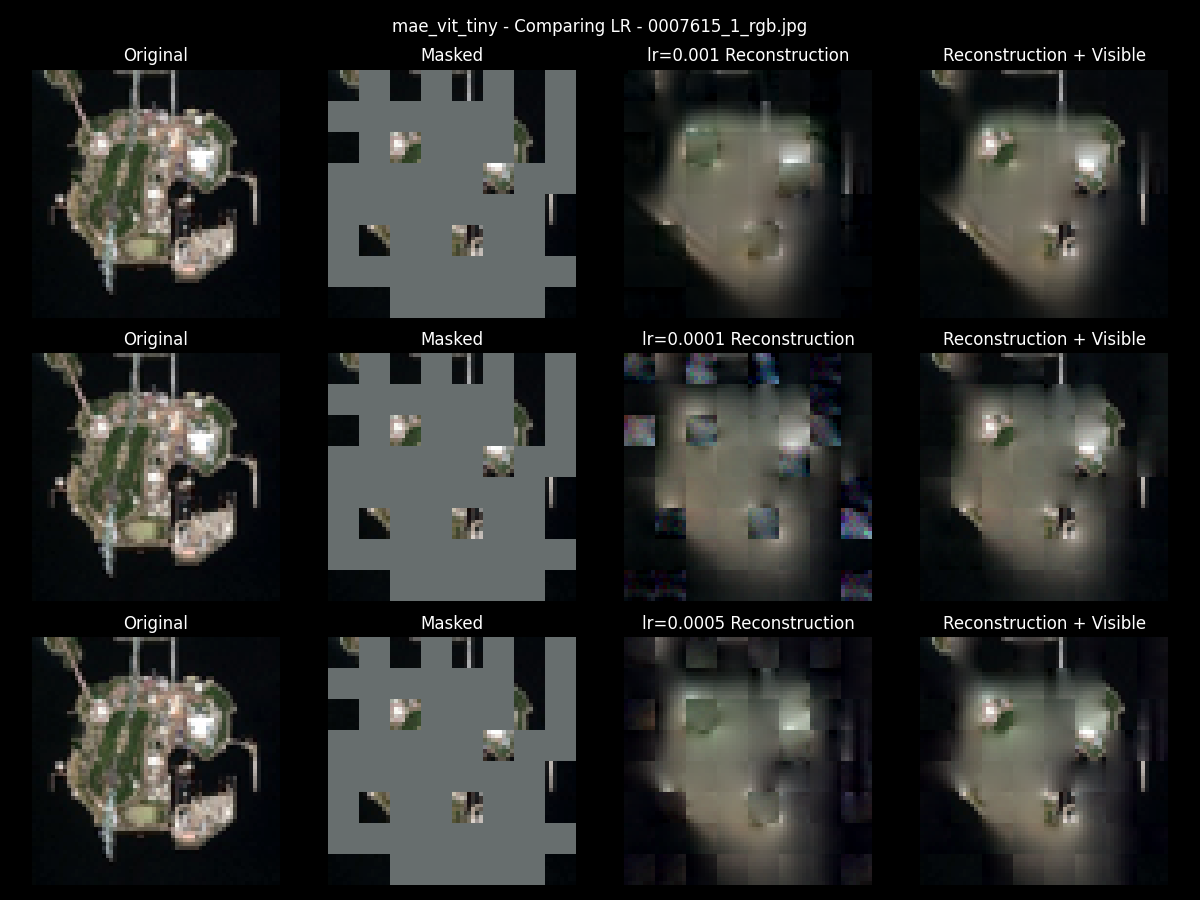 mae_vit_tiny - Comparing LR - 0007615_1_rgb.jpg
Original
Masked
lr=0.001 Reconstruction
Reconstruction + Visible
Original
Masked
lr=0.0001 Reconstruction
Reconstruction + Visible
Original
Masked
lr=0.0005 Reconstruction
Reconstruction + Visible